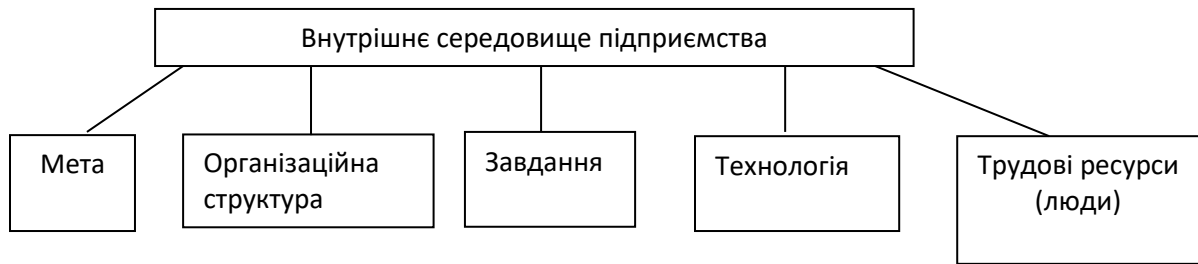 Внутрішнє середовище підприємства
Мета
Організаційна
структура
Завдання
Технологія
Трудові ресурси
(люди)